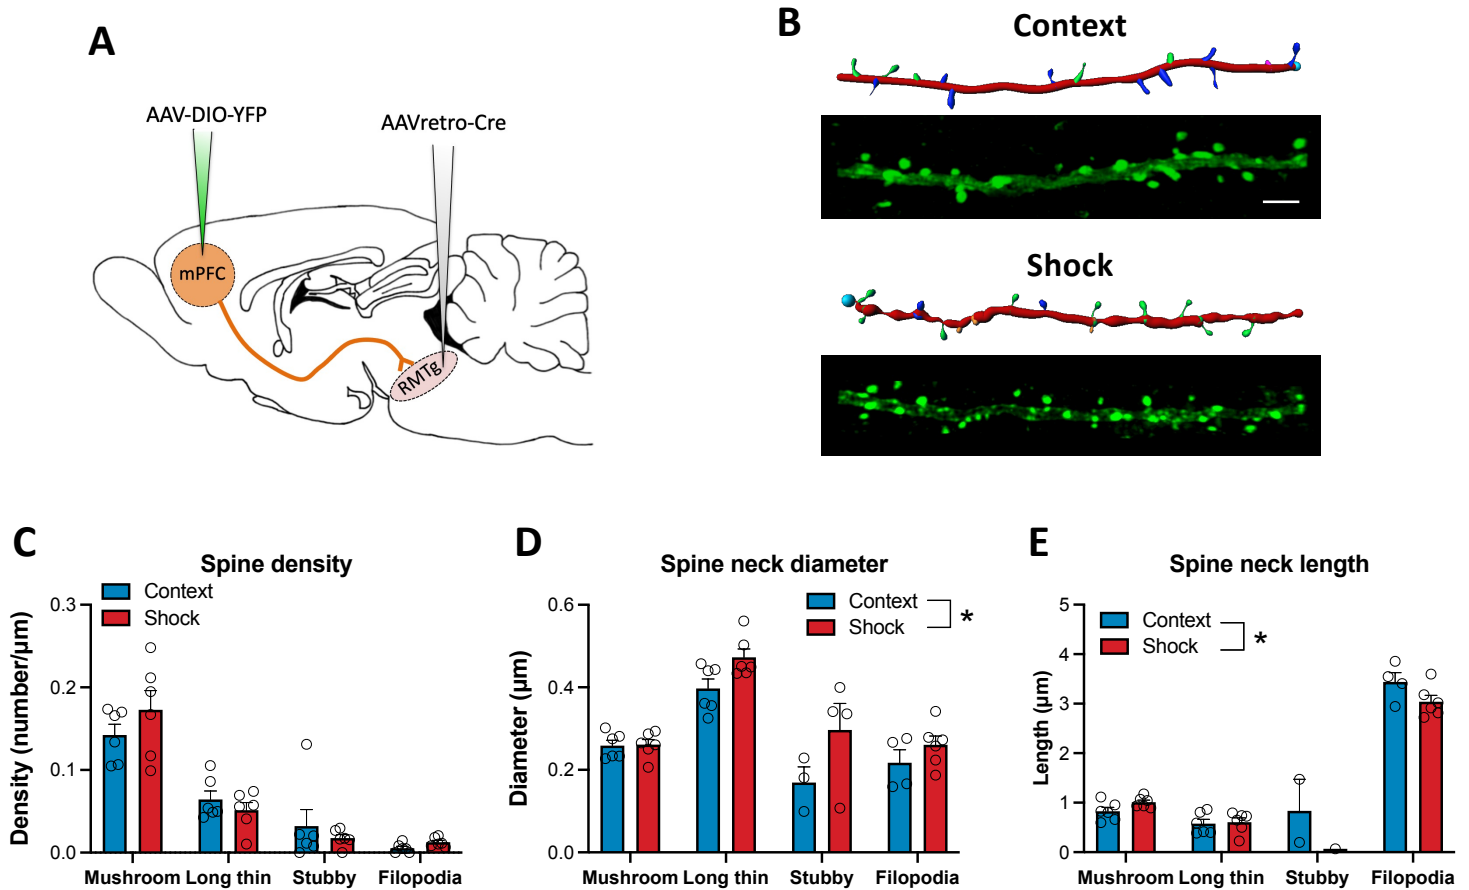 A
AAV-DIO-YFP
AAVretro-Cre
mPFC
RMTg
B
Context
Shock
C
Spine density
Context
Shock
Density (number/μm)
0.3
0.2
0.1
0.0
Mushroom Long thin Stubby Filopodia
D
Spine neck diameter
Context
Shock
*
Diameter (μm)
0.6
0.4
0.2
0.0
Mushroom Long thin Stubby Filopodia
E
Spine neck length
Context
Shock
*
Length (μm)
5
4
3
2
1
0
Mushroom Long thin Stubby Filopodia